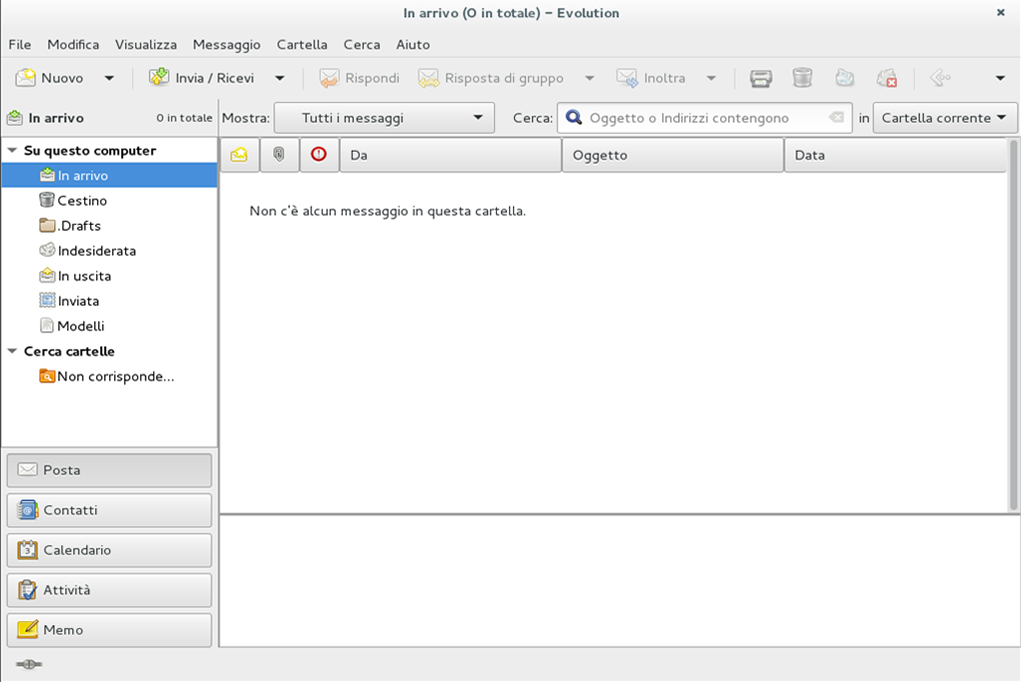 In arrivo (0 in totale) – Evolution
File Modifica Visualizza Messaggio Cartella Cerca Aiuto
Nuovo Invia / Ricevi Rispondi Risposta di gruppo Inoltra
In arrivo 0 in totale Mostra: Tutti i messaggi Cerca: Oggetto o Indirizzi contengono in Cartella corrente
Su questo computer
In arrivo
Cestino
.Drafts
Indesiderata
In uscita
Inviata
Modelli
Cerca cartelle
Non corrisponde...
Da Oggetto Data
Non c'è alcun messaggio in questa cartella.
Posta
Contatti
Calendario
Attività
Memo